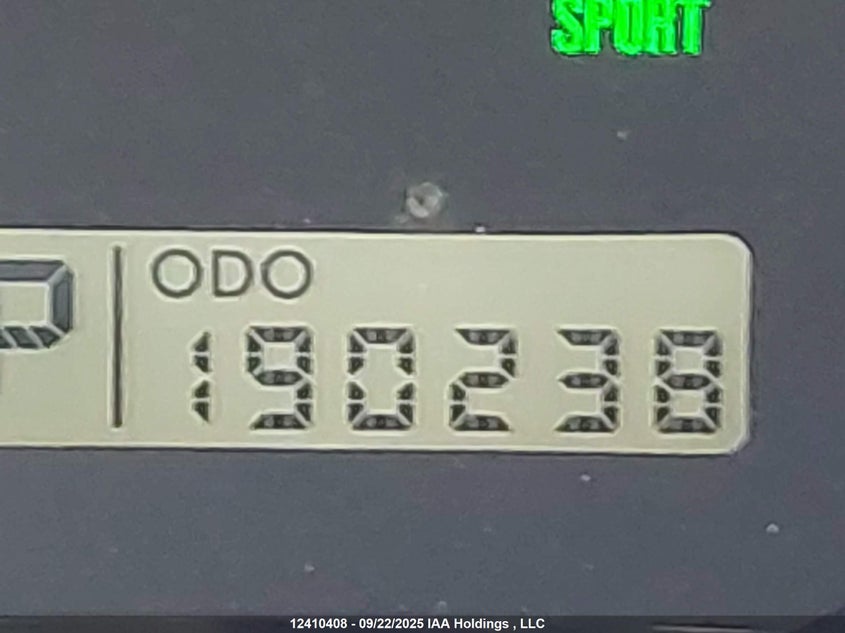 SPORT
P
ODO
190238
12410408 - 09/22/2025 IAA Holdings , LLC